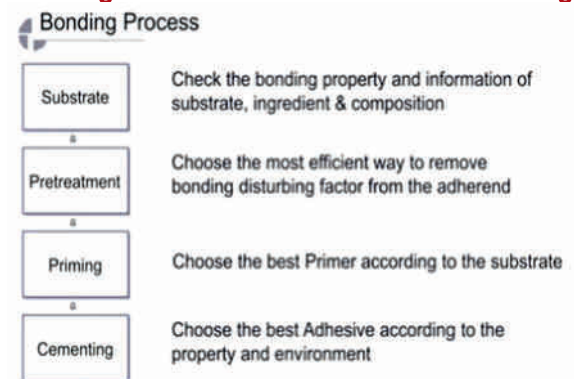 Bonding Process
Substrate
Check the bonding property and information of
substrate, ingredient & composition
Pretreatment
Choose the most efficient way to remove
bonding disturbing factor from the adherend
Priming
Choose the best Primer according to the substrate
Cementing
Choose the best Adhesive according to the
property and environment